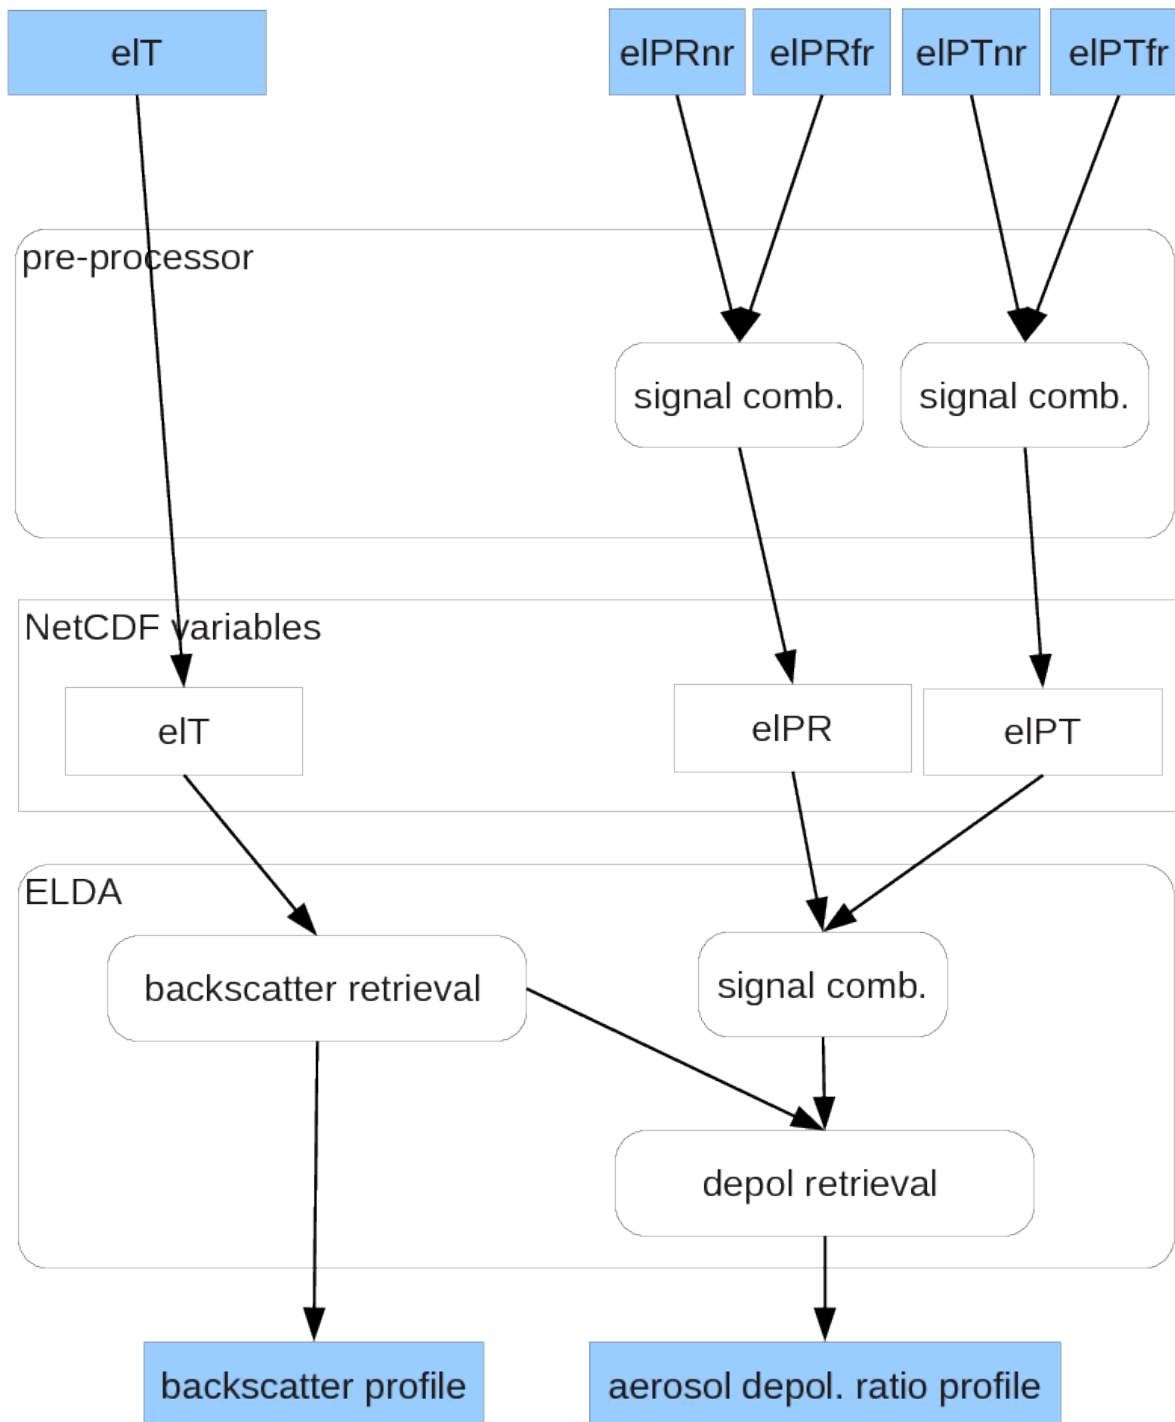 elT
elPRnr
elPRfr
elPTnr
elPTfr
pre-processor
signal comb.
signal comb.
NetCDF variables
elT
elPR
elPT
ELDA
backscatter retrieval
signal comb.
depol retrieval
backscatter profile
aerosol depol. ratio profile